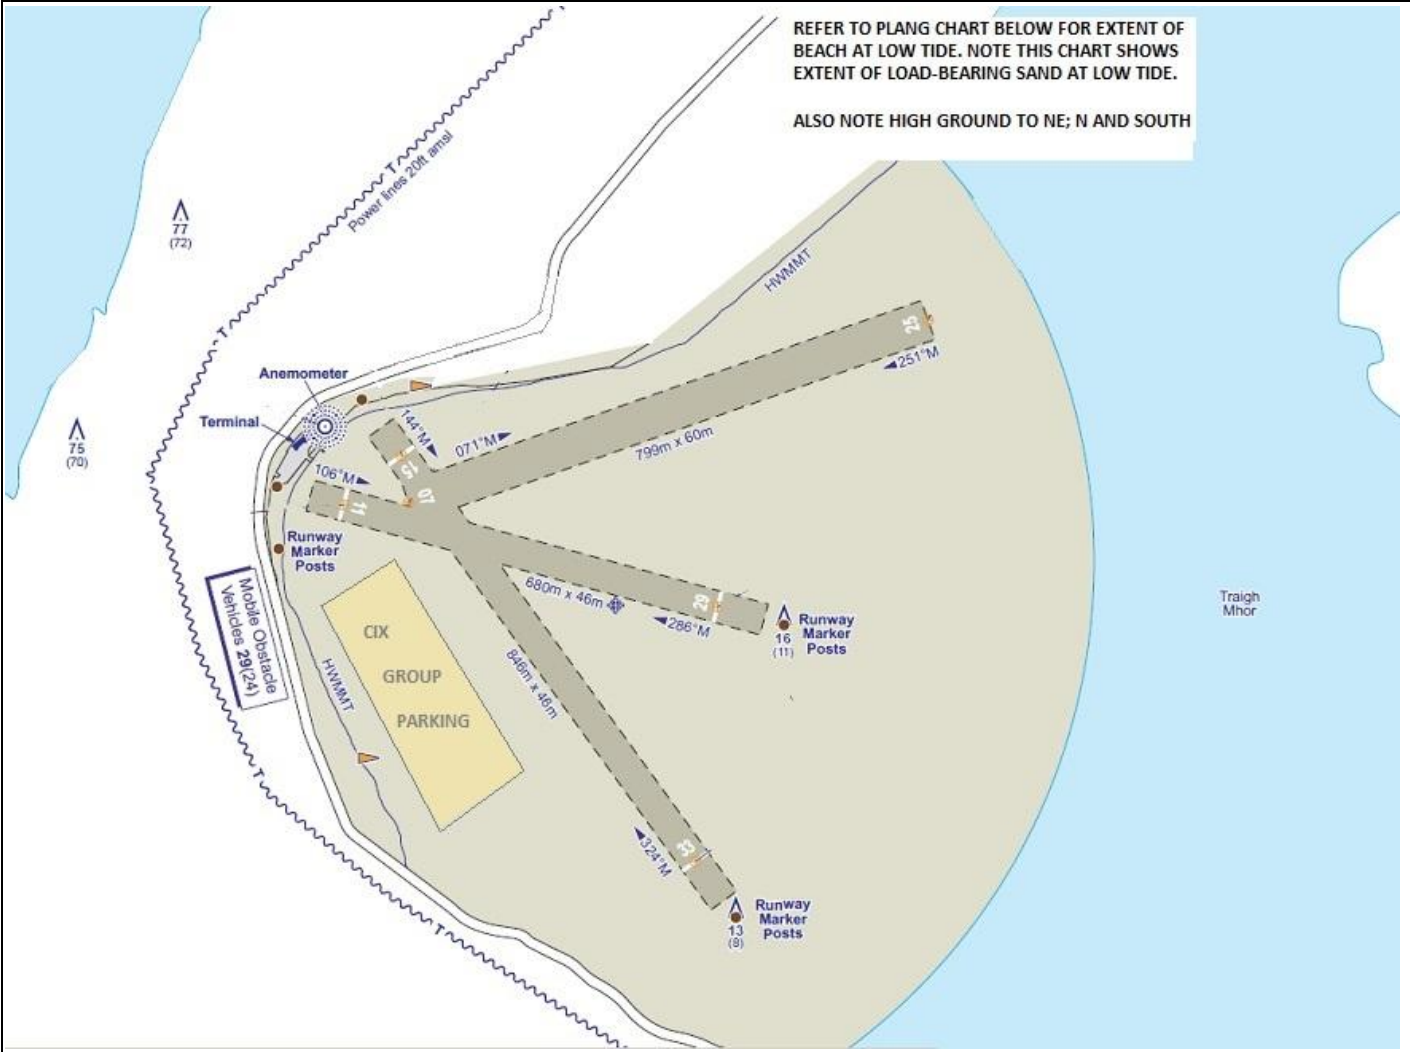 REFER TO PLANG CHART BELOW FOR EXTENT OF
BEACH AT LOW TIDE. NOTE THIS CHART SHOWS
EXTENT OF LOAD-BEARING SAND AT LOW TIDE.
ALSO NOTE HIGH GROUND TO NE; N AND SOUTH
T
Power lines 20ft amsl
77
(72)
HWMMT
T
25
251°M
Anemometer
Terminal
144°M
071°M
799m x 60m
75
(70)
106°M
15
07
11
Runway
Marker
Posts
680m x 46m
29
286°M
16
(11)
Runway
Marker
Posts
Traigh
Mhor
Mobile Obstacle
Vehicles 29(24)
CIX
GROUP
PARKING
HWMMT
846m x 46m
T
33
324°M
13
(8)
Runway
Marker
Posts
T